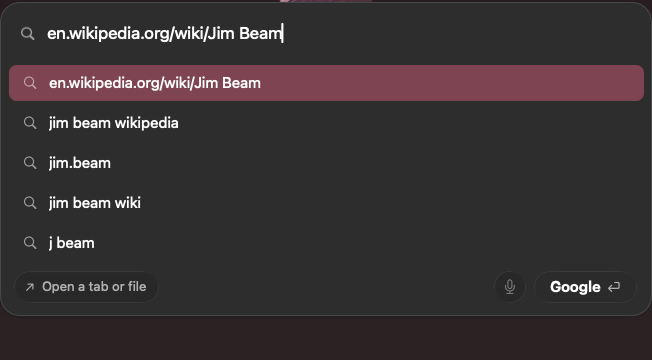 en.wikipedia.org/wiki/Jim Beam
en.wikipedia.org/wiki/Jim Beam
jim beam wikipedia
jim.beam
jim beam wiki
j beam
Open a tab or file
Google